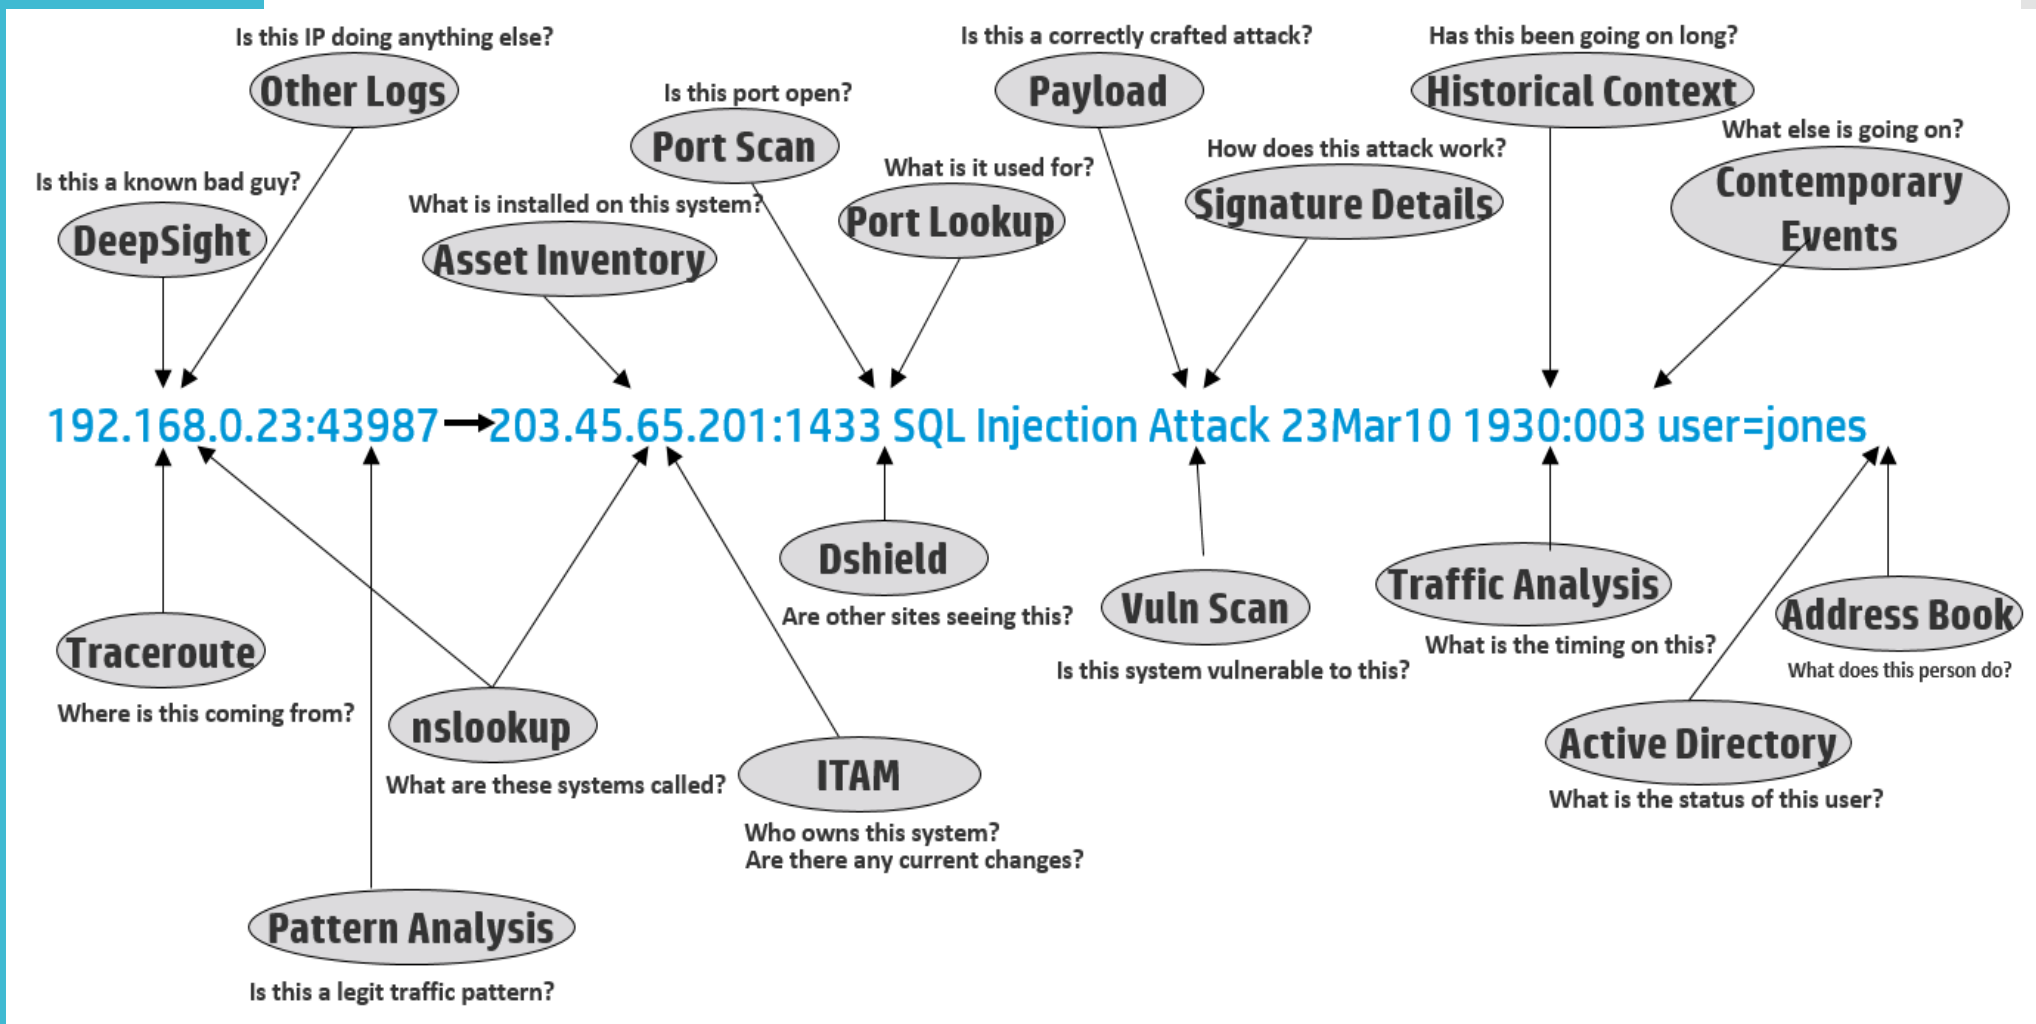 Is this IP doing anything else?
Other Logs
Is this a known bad guy?
DeepSight
What is installed on this system?
Asset Inventory
Is this port open?
Port Scan
What is it used for?
Port Lookup
Is this a correctly crafted attack?
Payload
How does this attack work?
Signature Details
Has this been going on long?
Historical Context
What else is going on?
Contemporary
Events
192.168.0.23:43987 → 203.45.65.201:1433 SQL Injection Attack 23Mar10 1930:003 user=jones
Traceroute
Where is this coming from?
Pattern Analysis
Is this a legit traffic pattern?
nslookup
What are these systems called?
ITAM
Who owns this system?
Are there any current changes?
Dshield
Are other sites seeing this?
Vuln Scan
Is this system vulnerable to this?
Traffic Analysis
What is the timing on this?
Active Directory
What is the status of this user?
Address Book
What does this person do?